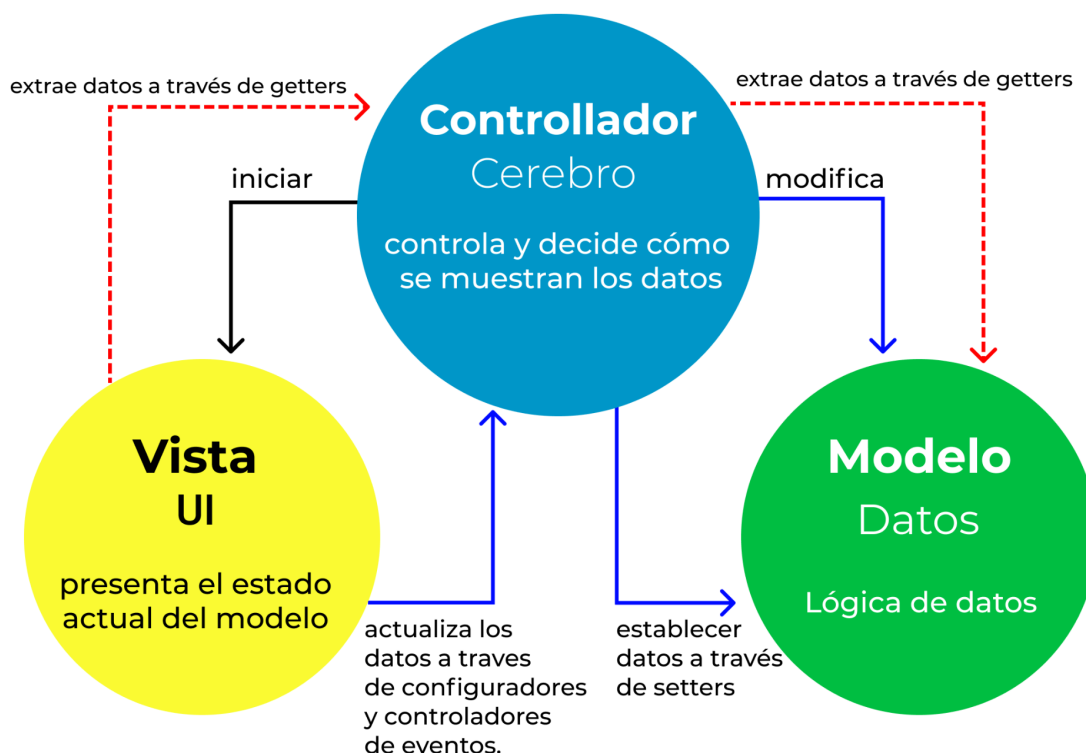 extrae datos a través de getters
extrae datos a través de getters
Controllador
Cerebro
iniciar
modifica
controla y decide cómo
se muestran los datos
Vista
UI
presenta el estado
actual del modelo
Modelo
Datos
Lógica de datos
actualiza los
datos a traves
de configuradores
y controladores
de eventos.
establecer
datos a través
de setters